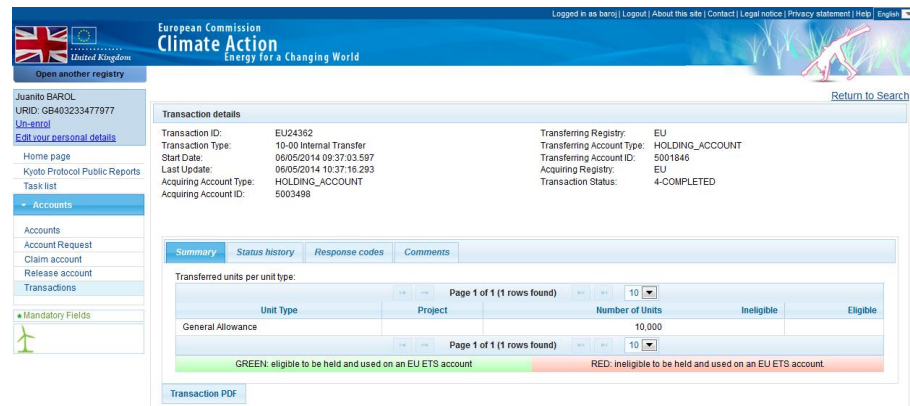 Logged in as baroj | Logout | About this site | Contact | Legal notice | Privacy statement | Help English
United Kingdom
European Commission
Climate Action
Energy for a Changing World
Open another registry
Juanito BAROL
URID: GB403233477977
Un-enrol
Edit your personal details
Home page
Kyoto Protocol Public Reports
Task list
Accounts
Accounts
Account Request
Claim account
Release account
Transactions
Mandatory Fields
Return to Search
Transaction details
Transaction ID: EU24362 Transferring Registry: EU
Transaction Type: 10-00 Internal Transfer Transferring Account Type: HOLDING_ACCOUNT
Start Date: 06/05/2014 09:37:03.597 Transferring Account ID: 5001846
Last Update: 06/05/2014 10:37:16.293 Acquiring Registry: EU
Acquiring Account Type: HOLDING_ACCOUNT Transaction Status: 4-COMPLETED
Acquiring Account ID: 5003498
Summary Status history Response codes Comments
Transferred units per unit type:
Page 1 of 1 (1 rows found) 10
Unit Type Project Number of Units Ineligible Eligible
General Allowance 10,000
Page 1 of 1 (1 rows found) 10
GREEN: eligible to be held and used on an EU ETS account RED: ineligible to be held and used on an EU ETS account.
Transaction PDF